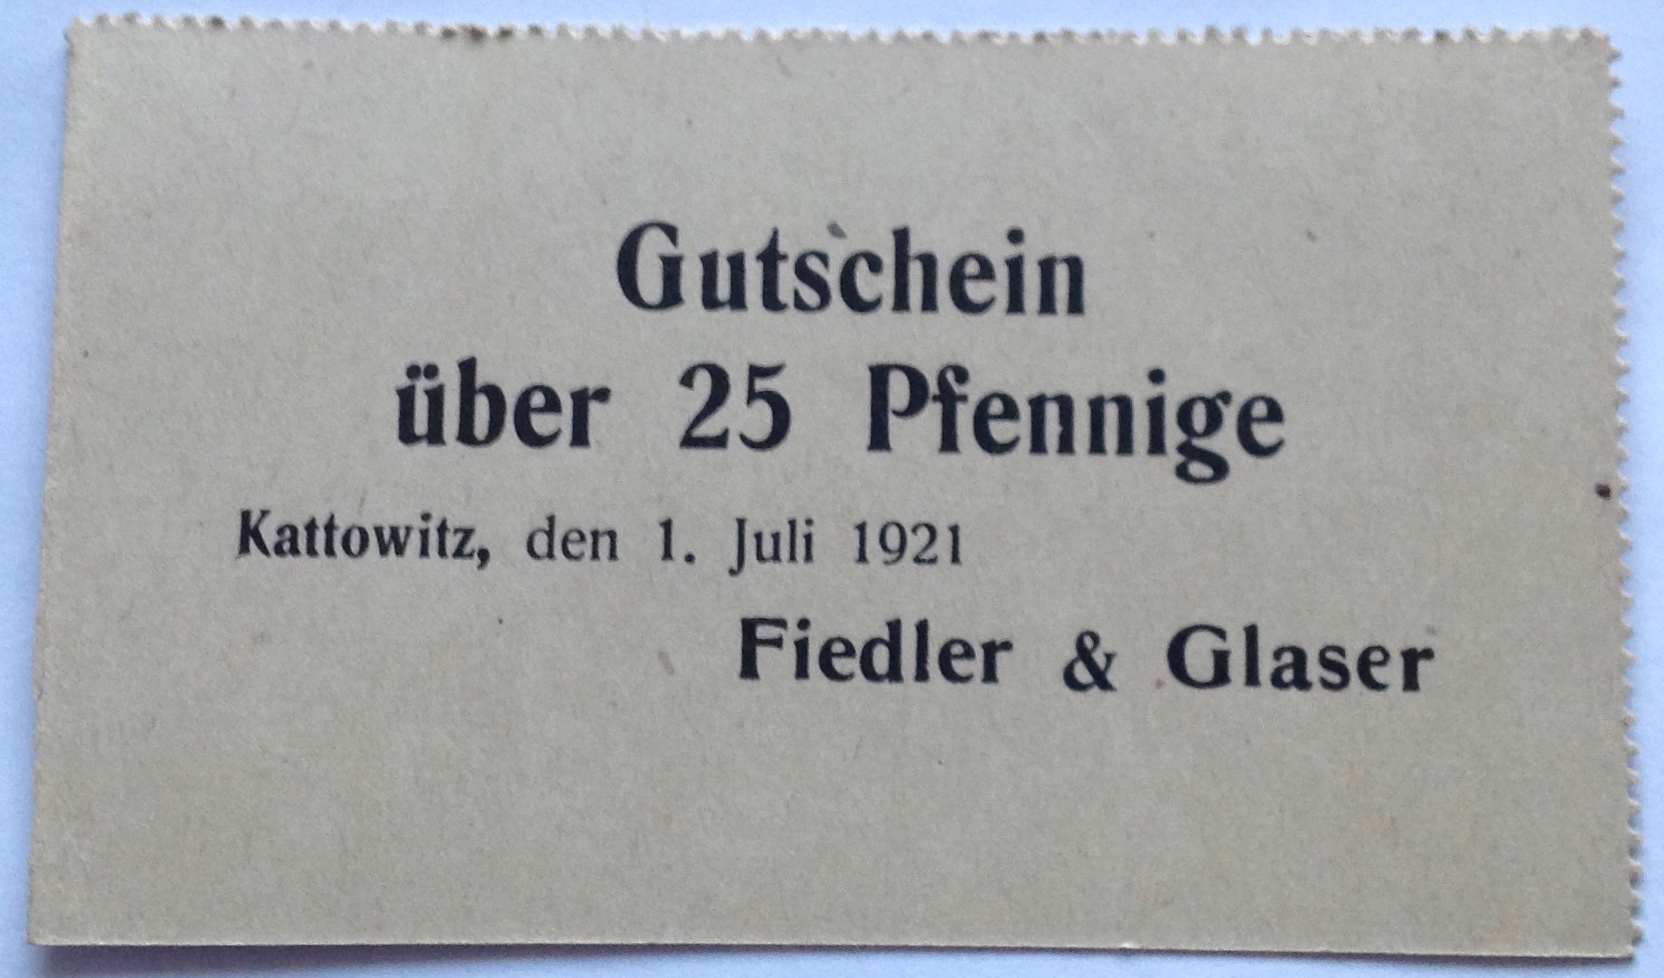 Gutschein
über 25 Pfennige
Kattowitz, den 1. Juli 1921
Fiedler & Glaser